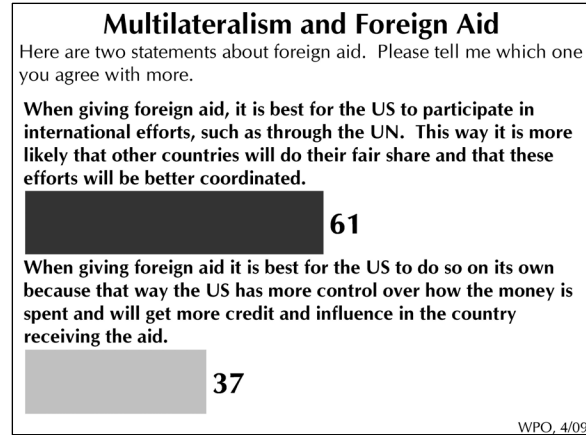 Multilateralism and Foreign Aid
Here are two statements about foreign aid.  Please tell me which one
you agree with more.
When giving foreign aid, it is best for the US to participate in
international efforts, such as through the UN.  This way it is more
likely that other countries will do their fair share and that these
efforts will be better coordinated.
61
When giving foreign aid it is best for the US to do so on its own
because that way the US has more control over how the money is
spent and will get more credit and influence in the country
receiving the aid.
37
WPO, 4/09